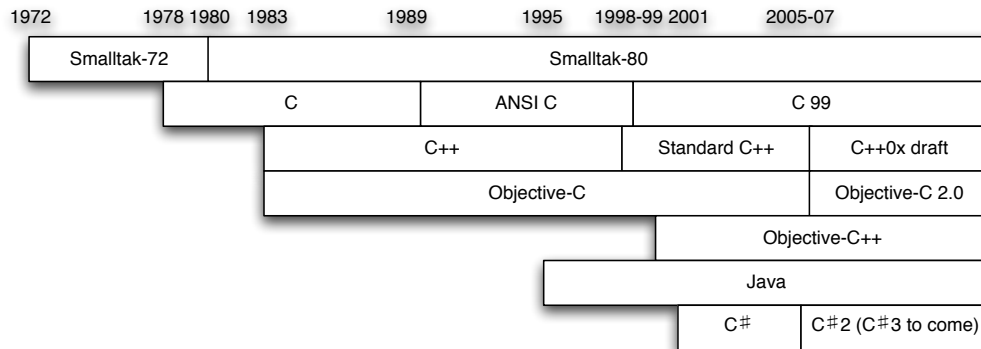 1972 1978 1980 1983 1989 1995 1998-99 2001 2005-07
Smalltak-72 Smalltak-80
C ANSI C C 99
C++ Standard C++ C++0x draft
Objective-C Objective-C 2.0
Objective-C++
Java
C♯ C♯2 (C♯3 to come)